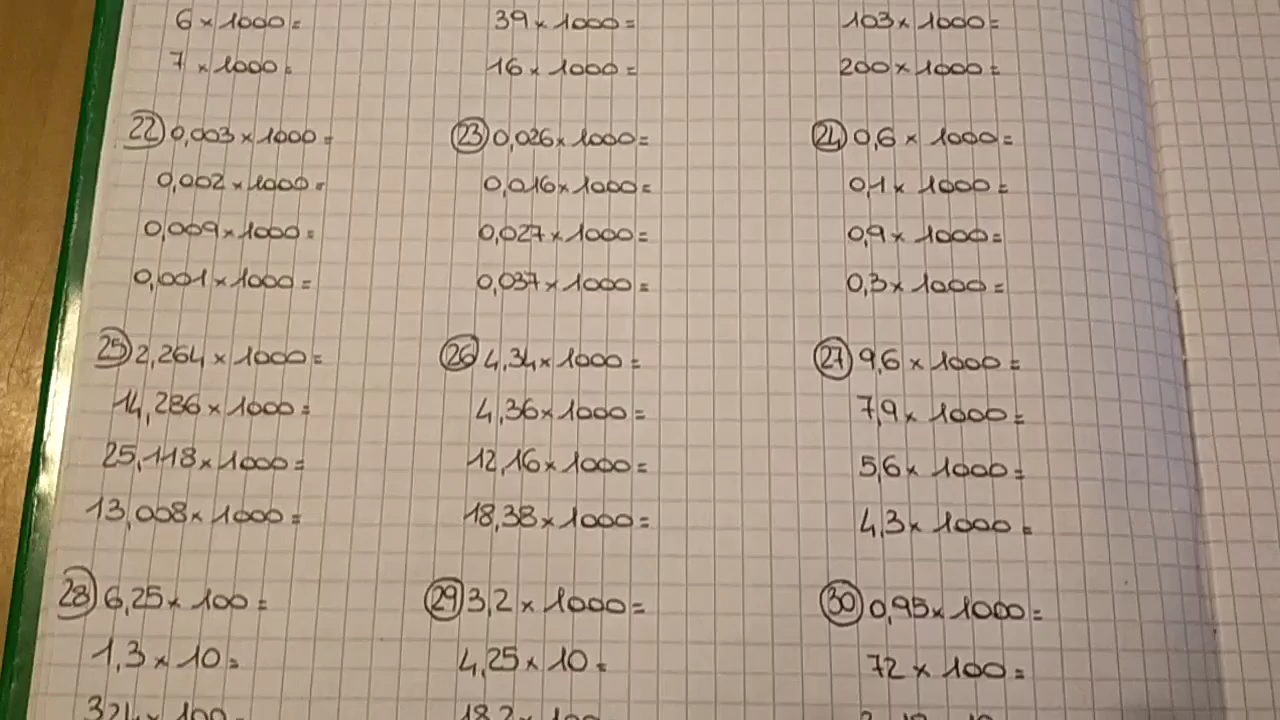 6 x 1000 =
39 x 1000 =
103 x 1000 =
7 x 1000 =
16 x 1000 =
200 x 1000 =
22 0,003 x 1000 =
0,002 x 1000 =
0,009 x 1000 =
0,001 x 1000 =
23 0,026 x 1000 =
0,016 x 1000 =
0,027 x 1000 =
0,037 x 1000 =
24 0,6 x 1000 =
0,1 x 1000 =
0,9 x 1000 =
0,3 x 1000 =
25 2,264 x 1000 =
14,286 x 1000 =
25,118 x 1000 =
13,008 x 1000 =
26 4,34 x 1000 =
4,36 x 1000 =
12,16 x 1000 =
18,38 x 1000 =
27 9,6 x 1000 =
7,9 x 1000 =
5,6 x 1000 =
4,3 x 1000 =
28 6,25 x 100 =
1,3 x 10 =
29 3,2 x 1000 =
4,25 x 10 =
30 0,95 x 1000 =
72 x 100 =